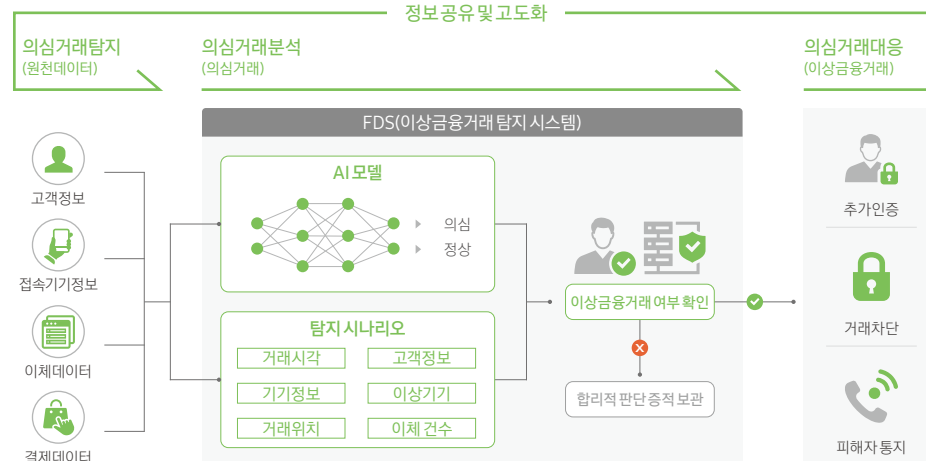 정보 공유 및 고도화
의심거래탐지
(원천데이터)
의심거래분석
(의심거래)
의심거래대응
(이상금융거래)
FDS(이상금융거래 탐지 시스템)
고객정보
접속기기정보
이체데이터
결제데이터
AI 모델
의심
정상
탐지 시나리오
거래시각
고객정보
기기정보
이상기기
거래위치
이체 건수
이상금융거래 여부 확인
합리적 판단 증적 보관
추가인증
거래차단
피해자 통지